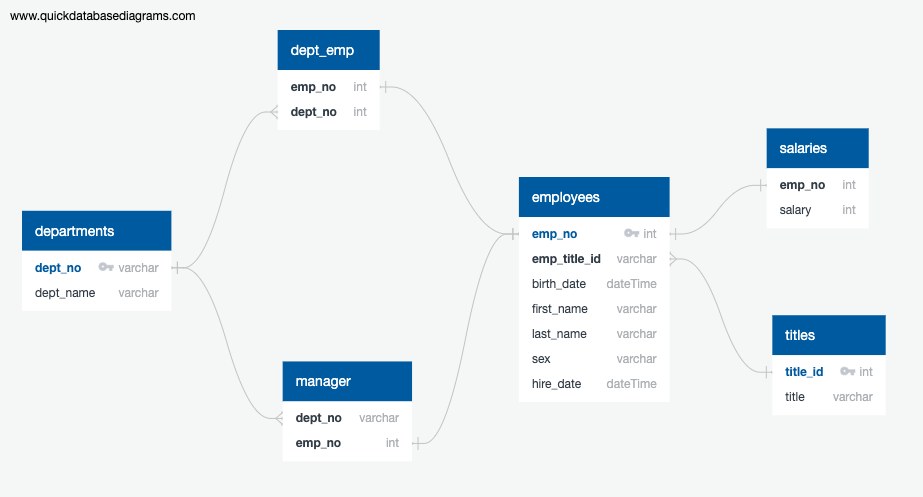 www.quickdatabasediagrams.com
dept_emp
emp_no int
dept_no int
departments
dept_no varchar
dept_name varchar
manager
dept_no varchar
emp_no int
employees
emp_no int
emp_title_id varchar
birth_date dateTime
first_name varchar
last_name varchar
sex varchar
hire_date dateTime
salaries
emp_no int
salary int
titles
title_id int
title varchar